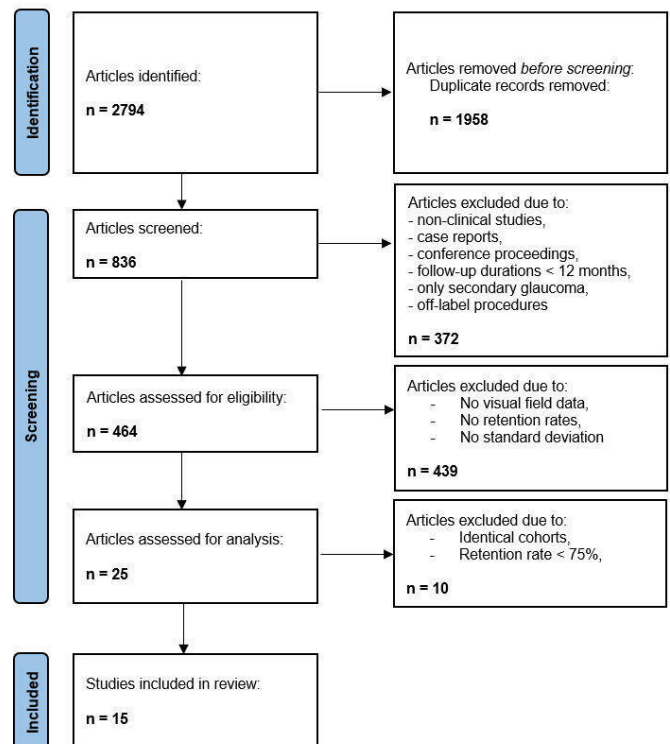 Identification
Articles identified:
n = 2794
Articles removed before screening:
Duplicate records removed:
n = 1958
Screening
Articles screened:
n = 836
Articles excluded due to:
- non-clinical studies,
- case reports,
- conference proceedings,
- follow-up durations < 12 months,
- only secondary glaucoma,
- off-label procedures
n = 372
Articles assessed for eligibility:
n = 464
Articles excluded due to:
- No visual field data,
- No retention rates,
- No standard deviation
n = 439
Articles assessed for analysis:
n = 25
Articles excluded due to:
- Identical cohorts,
- Retention rate < 75%,
n = 10
Included
Studies included in review:
n = 15